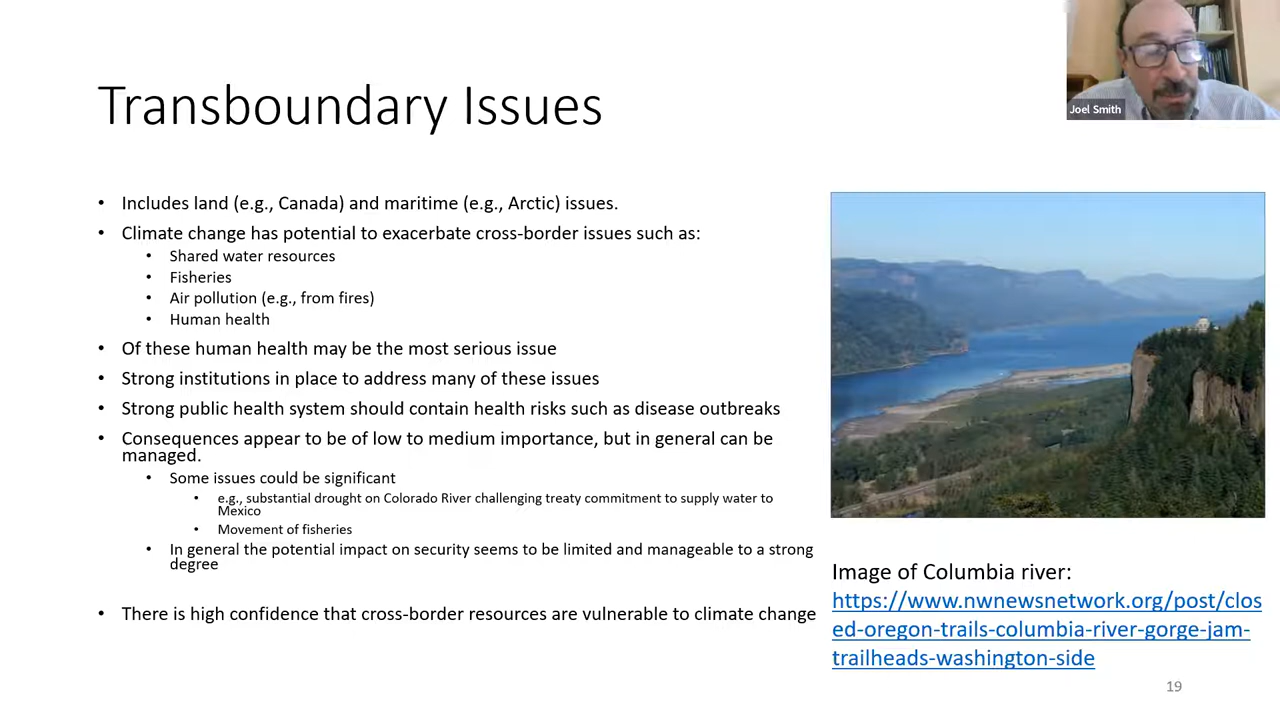 Transboundary Issues
Joel Smith
• Includes land (e.g., Canada) and maritime (e.g., Arctic) issues.
• Climate change has potential to exacerbate cross-border issues such as:
• Shared water resources
• Fisheries
• Air pollution (e.g., from fires)
• Human health
• Of these human health may be the most serious issue
• Strong institutions in place to address many of these issues
• Strong public health system should contain health risks such as disease outbreaks
• Consequences appear to be of low to medium importance, but in general can be
managed.
• Some issues could be significant
• e.g., substantial drought on Colorado River challenging treaty commitment to supply water to
Mexico
• Movement of fisheries
• In general the potential impact on security seems to be limited and manageable to a strong
degree
• There is high confidence that cross-border resources are vulnerable to climate change
Image of Columbia river:
https://www.nwnewsnetwork.org/post/clos
ed-oregon-trails-columbia-river-gorge-jam-
trailheads-washington-side
19